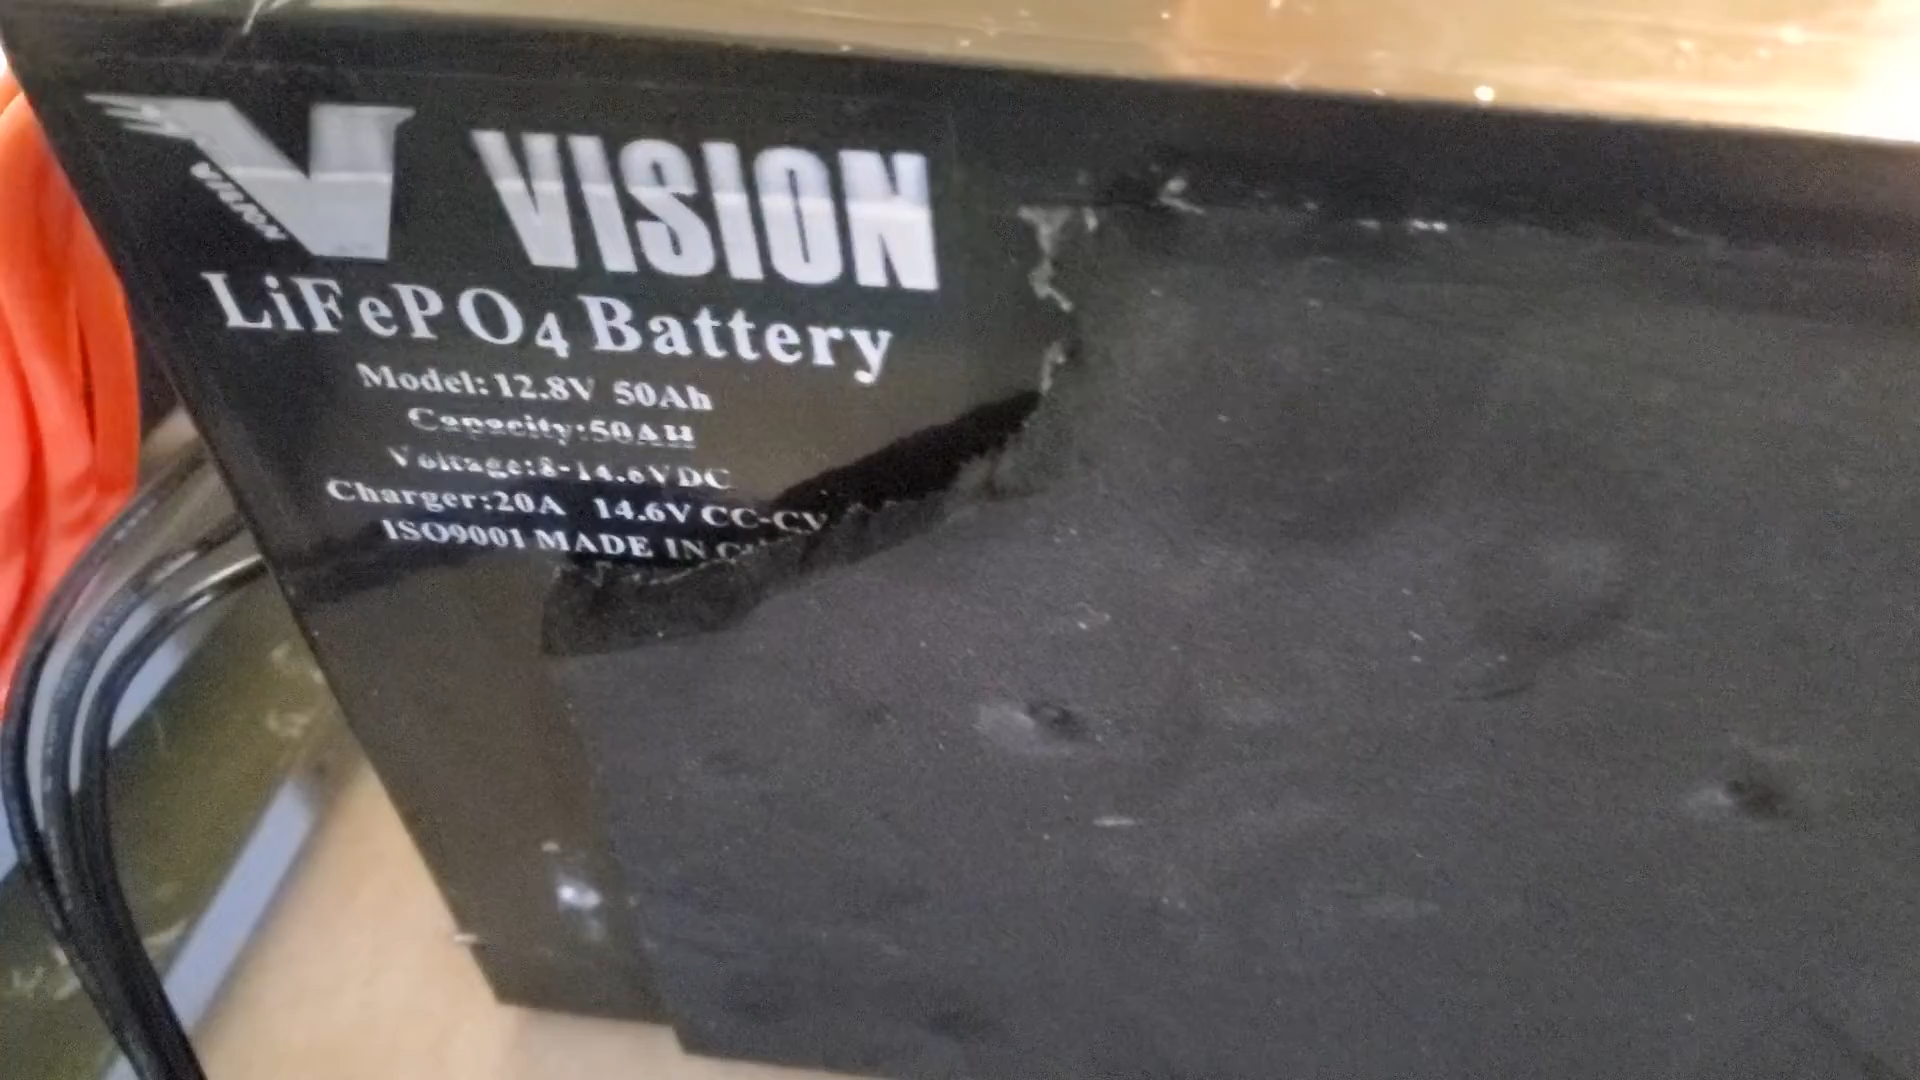 VISION
LiFePO4 Battery
Model: 12.8V 50Ah
Capacity:50AH
Voltage:8-14.6VDC
Charger:20A 14.6V CC-CV
ISO9001 MADE IN